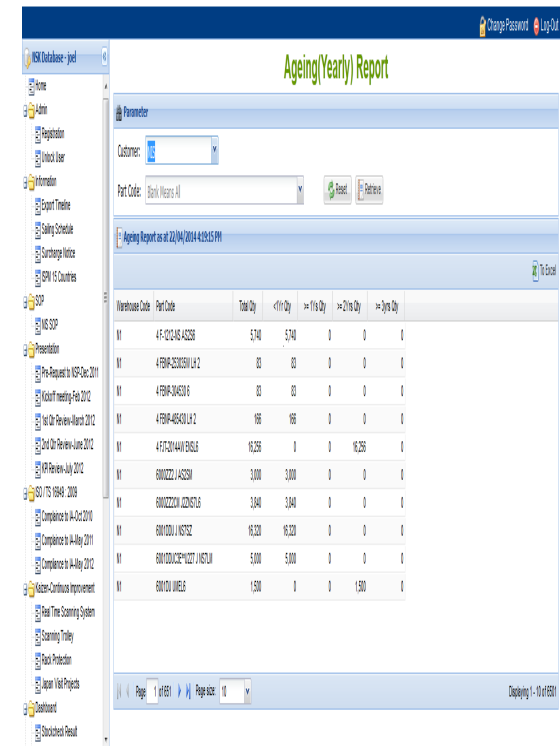 Change Password Log-Out
NSK Database - joel
Home
Admin
Registration
Unlock User
Information
Export Timeline
Sailing Schedule
Surcharge Notice
ISPM 15 Countries
SOP
NIS SOP
Presentation
Pre-Request to NSP-Dec 2011
Kickoff meeting-Feb 2012
1st Qtr Review-March 2012
2nd Qtr Review-June 2012
KPI Review-July 2012
ISO / TS 16949 : 2009
Complaince to IA-Oct 2010
Complaince to IA-May 2011
Compliance to IA-May 2012
Kaizen-Continuos Improvement
Real Time Scanning System
Scanning Trolley
Rack Protection
Japan Visit Projects
Dashboard
Stockcheck Result
Ageing(Yearly) Report
Parameter
Customer:
Part Code: Blank Means All Reset Retrieve
Ageing Report as at 22/04/2014 4:19:15 PM
To Excel
Warehouse Code Part Code Total Qty <1Yr Qty >= 1Yrs Qty >= 2Yrs Qty >= 3yrs Qty
N1 4 F-1212-NS AS2S6 5,740 5,740 0 0 0
N1 83 83 0 0 0
N1 83 83 0 0 0
N1 166 166 0 0 0
N1 16,256 0 0 16,256 0
N1 3,000 3,000 0 0 0
N1 3,840 3,840 0 0 0
N1 6001DDU J NS7SZ 16,320 16,320 0 0 0
N1 5,000 5,000 0 0 0
N1 1,500 0 0 1,500 0
Page 1 of 651 Page size: 10 Displaying 1 - 10 of 6501